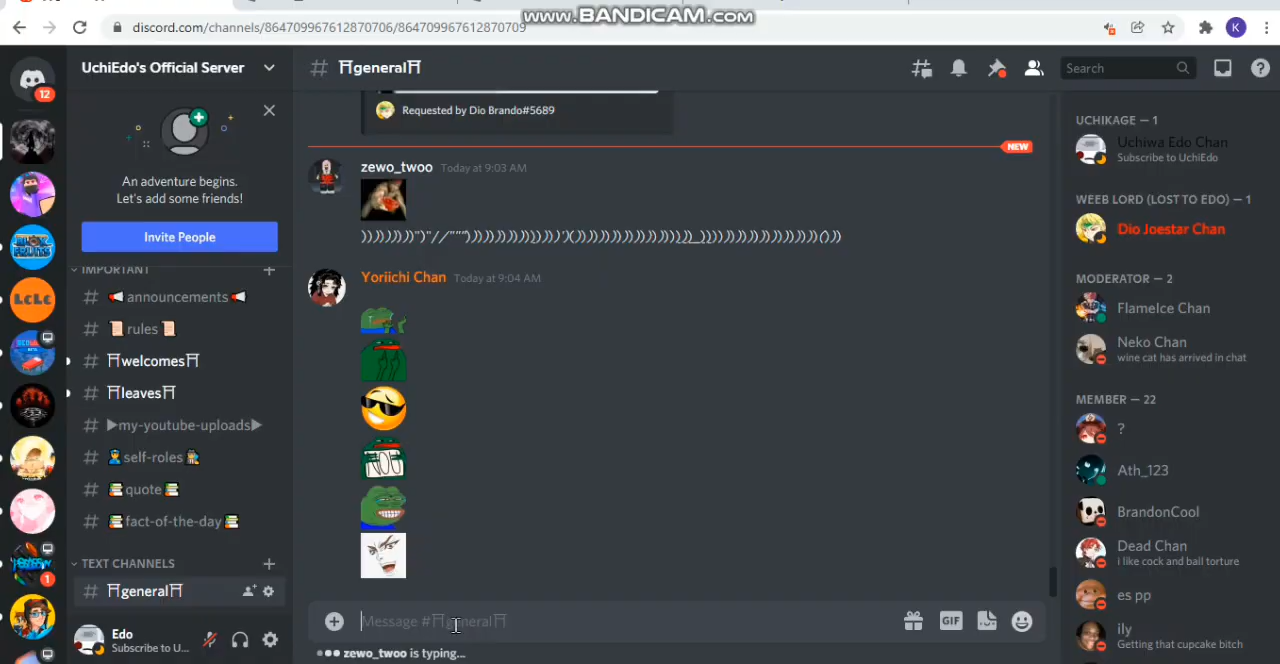 www.BANDICAM.com
discord.com/channels/864709967612870706/864709967612870709
K
12
UchiEdo's Official Server
An adventure begins.
Let's add some friends!
Invite People
IMPORTANT
announcements
rules
⛩welcomes⛩
⛩leaves⛩
▶my-youtube-uploads▶
self-roles
quote
fact-of-the-day
TEXT CHANNELS
⛩general⛩
Edo
Subscribe to U...
LCLC
1
# ⛩general⛩
Search
Requested by Dio Brando#5689
NEW
zewo_twoo Today at 9:03 AM
Yoriichi Chan Today at 9:04 AM
NOU
Message #⛩general⛩
GIF
zewo_twoo is typing...
UCHIKAGE — 1
Uchiwa Edo Chan
Subscribe to UchiEdo
WEEB LORD (LOST TO EDO) — 1
Dio Joestar Chan
MODERATOR — 2
FlameIce Chan
Neko Chan
wine cat has arrived in chat
MEMBER — 22
?
Ath_123
BrandonCool
Dead Chan
i like cock and ball torture
es pp
ily
Getting that cupcake bitch